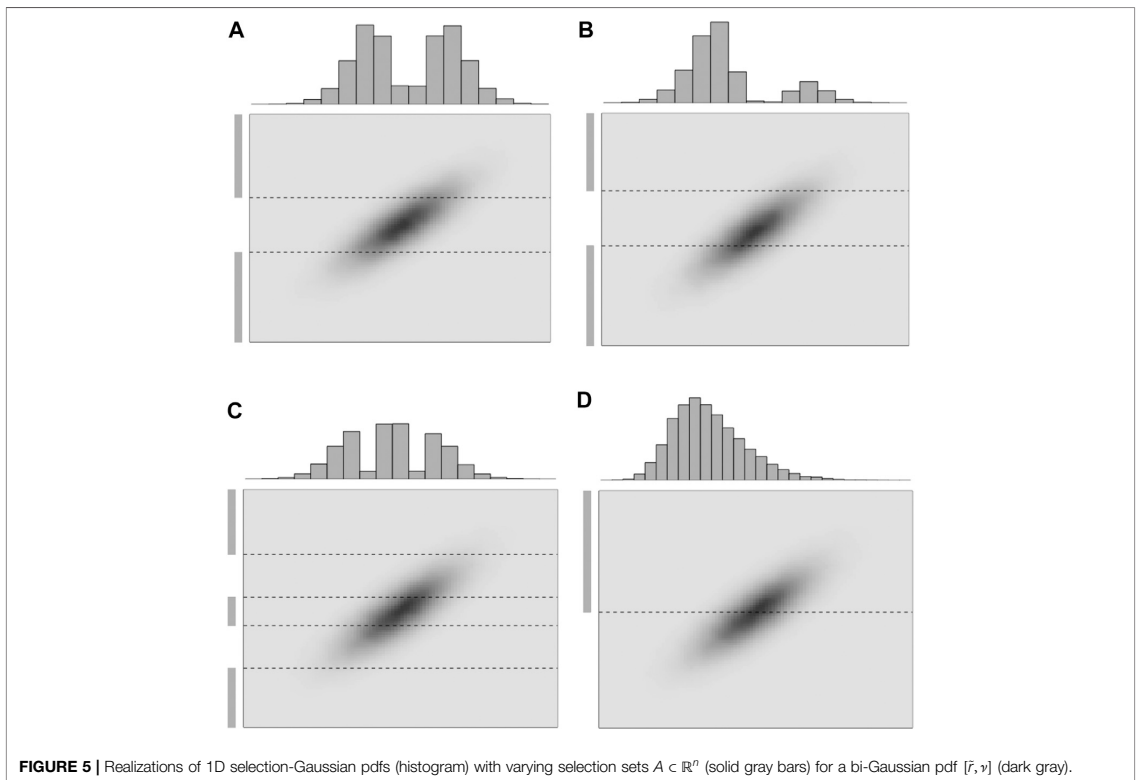 A
B
C
D
FIGURE 5 | Realizations of 1D selection-Gaussian pdfs (histogram) with varying selection sets A ⊂ ℝⁿ (solid gray bars) for a bi-Gaussian pdf [r̃, ν] (dark gray).